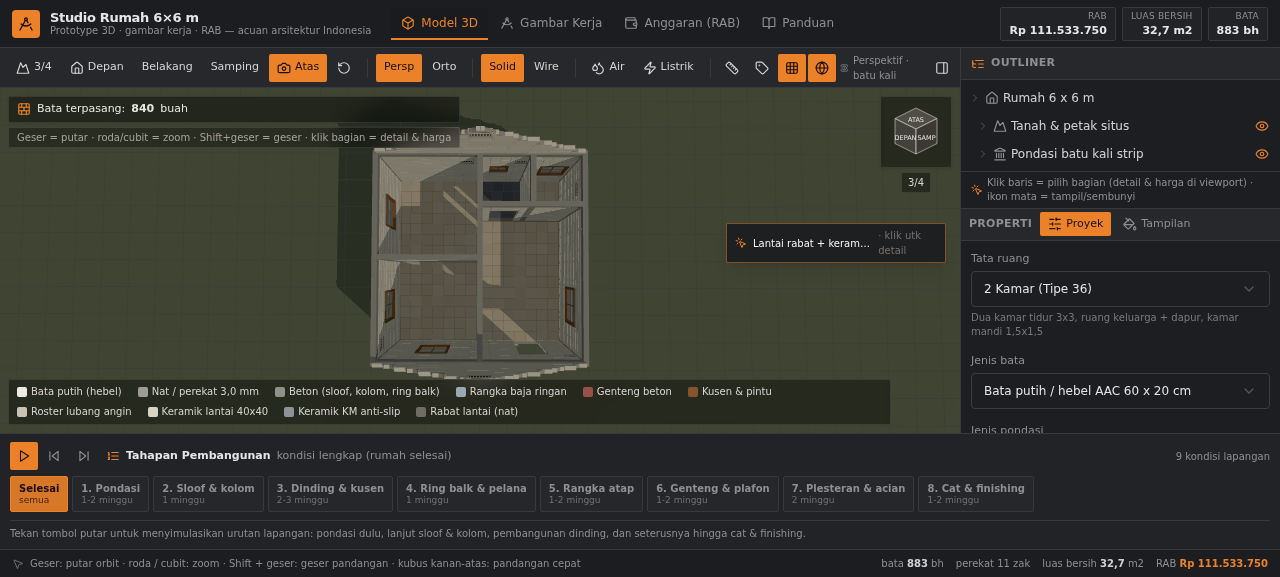 Studio Rumah 6×6 m
Prototype 3D · gambar kerja · RAB — acuan arsitektur Indonesia
Model 3D
Gambar Kerja
Anggaran (RAB)
Panduan
RAB
Rp 111.533.750
LUAS BERSIH
32,7 m2
BATA
883 bh
3/4
Depan
Belakang
Samping
Atas
Persp
Orto
Solid
Wire
Air
Listrik
Perspektif ·
batu kali
Bata terpasang: 840 buah
Geser = putar · roda/cubit = zoom · Shift+geser = geser · klik bagian = detail & harga
ATAS
DEPAN
SAMP
3/4
Lantai rabat + keram...
· klik utk
detail
Bata putih (hebel)
Nat / perekat 3,0 mm
Beton (sloof, kolom, ring balk)
Rangka baja ringan
Genteng beton
Kusen & pintu
Roster lubang angin
Keramik lantai 40x40
Keramik KM anti-slip
Rabat lantai (nat)
OUTLINER
Rumah 6 x 6 m
Tanah & petak situs
Pondasi batu kali strip
Klik baris = pilih bagian (detail & harga di viewport) ·
ikon mata = tampil/sembunyi
PROPERTI
Proyek
Tampilan
Tata ruang
2 Kamar (Tipe 36)
Dua kamar tidur 3x3, ruang keluarga + dapur, kamar
mandi 1,5x1,5
Jenis bata
Bata putih / hebel AAC 60 x 20 cm
Jenis pondasi
Tahapan Pembangunan kondisi lengkap (rumah selesai)
9 kondisi lapangan
Selesai
semua
1. Pondasi
1-2 minggu
2. Sloof & kolom
1 minggu
3. Dinding & kusen
2-3 minggu
4. Ring balk & pelana
1 minggu
5. Rangka atap
1-2 minggu
6. Genteng & plafon
1-2 minggu
7. Plesteran & acian
2 minggu
8. Cat & finishing
1-2 minggu
Tekan tombol putar untuk menyimulasikan urutan lapangan: pondasi dulu, lanjut sloof & kolom, pembangunan dinding, dan seterusnya hingga cat & finishing.
Geser: putar orbit · roda / cubit: zoom · Shift + geser: geser pandangan · kubus kanan-atas: pandangan cepat
bata 883 bh
perekat 11 zak
luas bersih 32,7 m2
RAB Rp 111.533.750